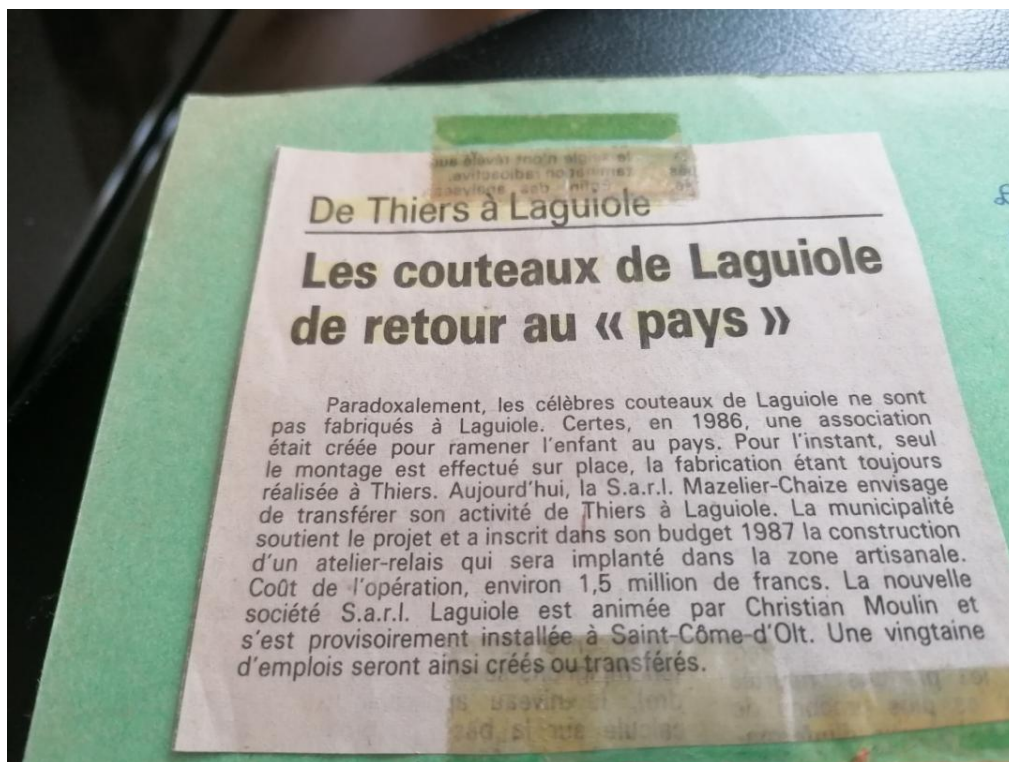 De Thiers à Laguiole
Les couteaux de Laguiole
de retour au « pays »
Paradoxalement, les célèbres couteaux de Laguiole ne sont
pas fabriqués à Laguiole. Certes, en 1986, une association
était créée pour ramener l'enfant au pays. Pour l'instant, seul
le montage est effectué sur place, la fabrication étant toujours
réalisée à Thiers. Aujourd'hui, la S.a.r.l. Mazelier-Chaize envisage
de transférer son activité de Thiers à Laguiole. La municipalité
soutient le projet et a inscrit dans son budget 1987 la construction
d'un atelier-relais qui sera implanté dans la zone artisanale.
Coût de l'opération, environ 1,5 million de francs. La nouvelle
société S.a.r.l. Laguiole est animée par Christian Moulin et
s'est provisoirement installée à Saint-Côme-d'Olt. Une vingtaine
d'emplois seront ainsi créés ou transférés.